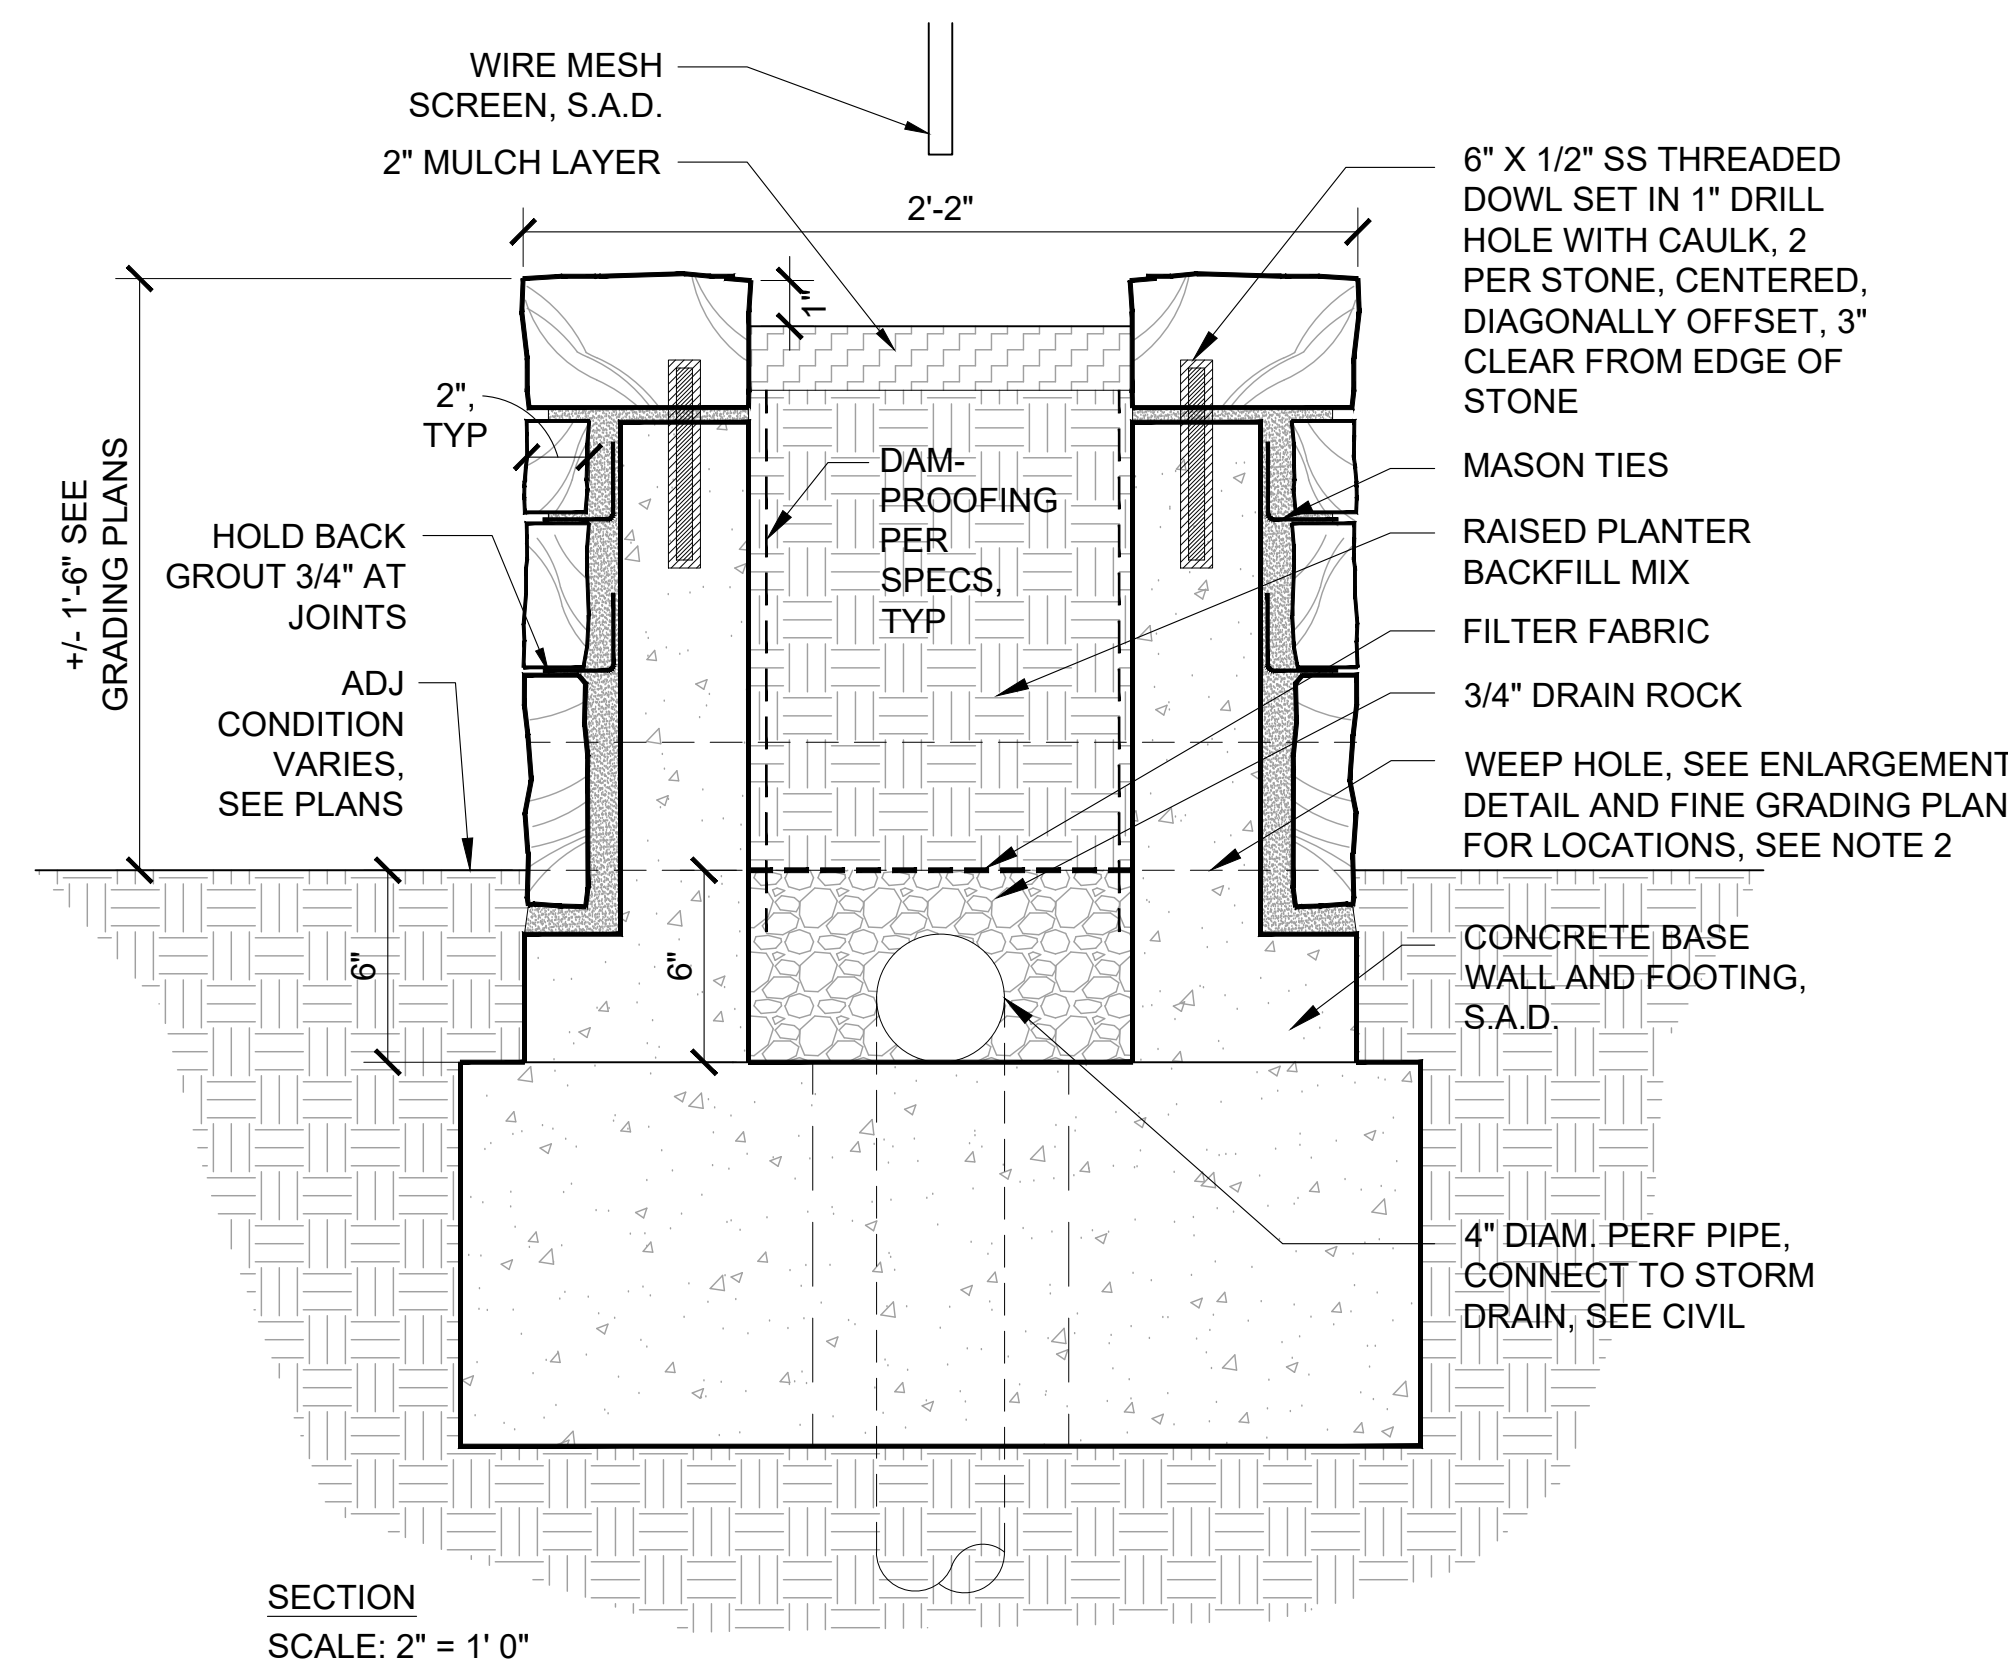 WIRE MESH
SCREEN, S.A.D.
2" MULCH LAYER
2'-2"
1"
2",
TYP
+/- 1'-6" SEE
GRADING PLANS
HOLD BACK
GROUT 3/4" AT
JOINTS
ADJ
CONDITION
VARIES,
SEE PLANS
6"
6"
DAM-
PROOFING
PER
SPECS,
TYP
6" X 1/2" SS THREADED
DOWL SET IN 1" DRILL
HOLE WITH CAULK, 2
PER STONE, CENTERED,
DIAGONALLY OFFSET, 3"
CLEAR FROM EDGE OF
STONE
MASON TIES
RAISED PLANTER
BACKFILL MIX
FILTER FABRIC
3/4" DRAIN ROCK
WEEP HOLE, SEE ENLARGEMENT
DETAIL AND FINE GRADING PLAN
FOR LOCATIONS, SEE NOTE 2
CONCRETE BASE
WALL AND FOOTING,
S.A.D.
4" DIAM. PERF PIPE,
CONNECT TO STORM
DRAIN, SEE CIVIL
SECTION
SCALE: 2" = 1' 0"